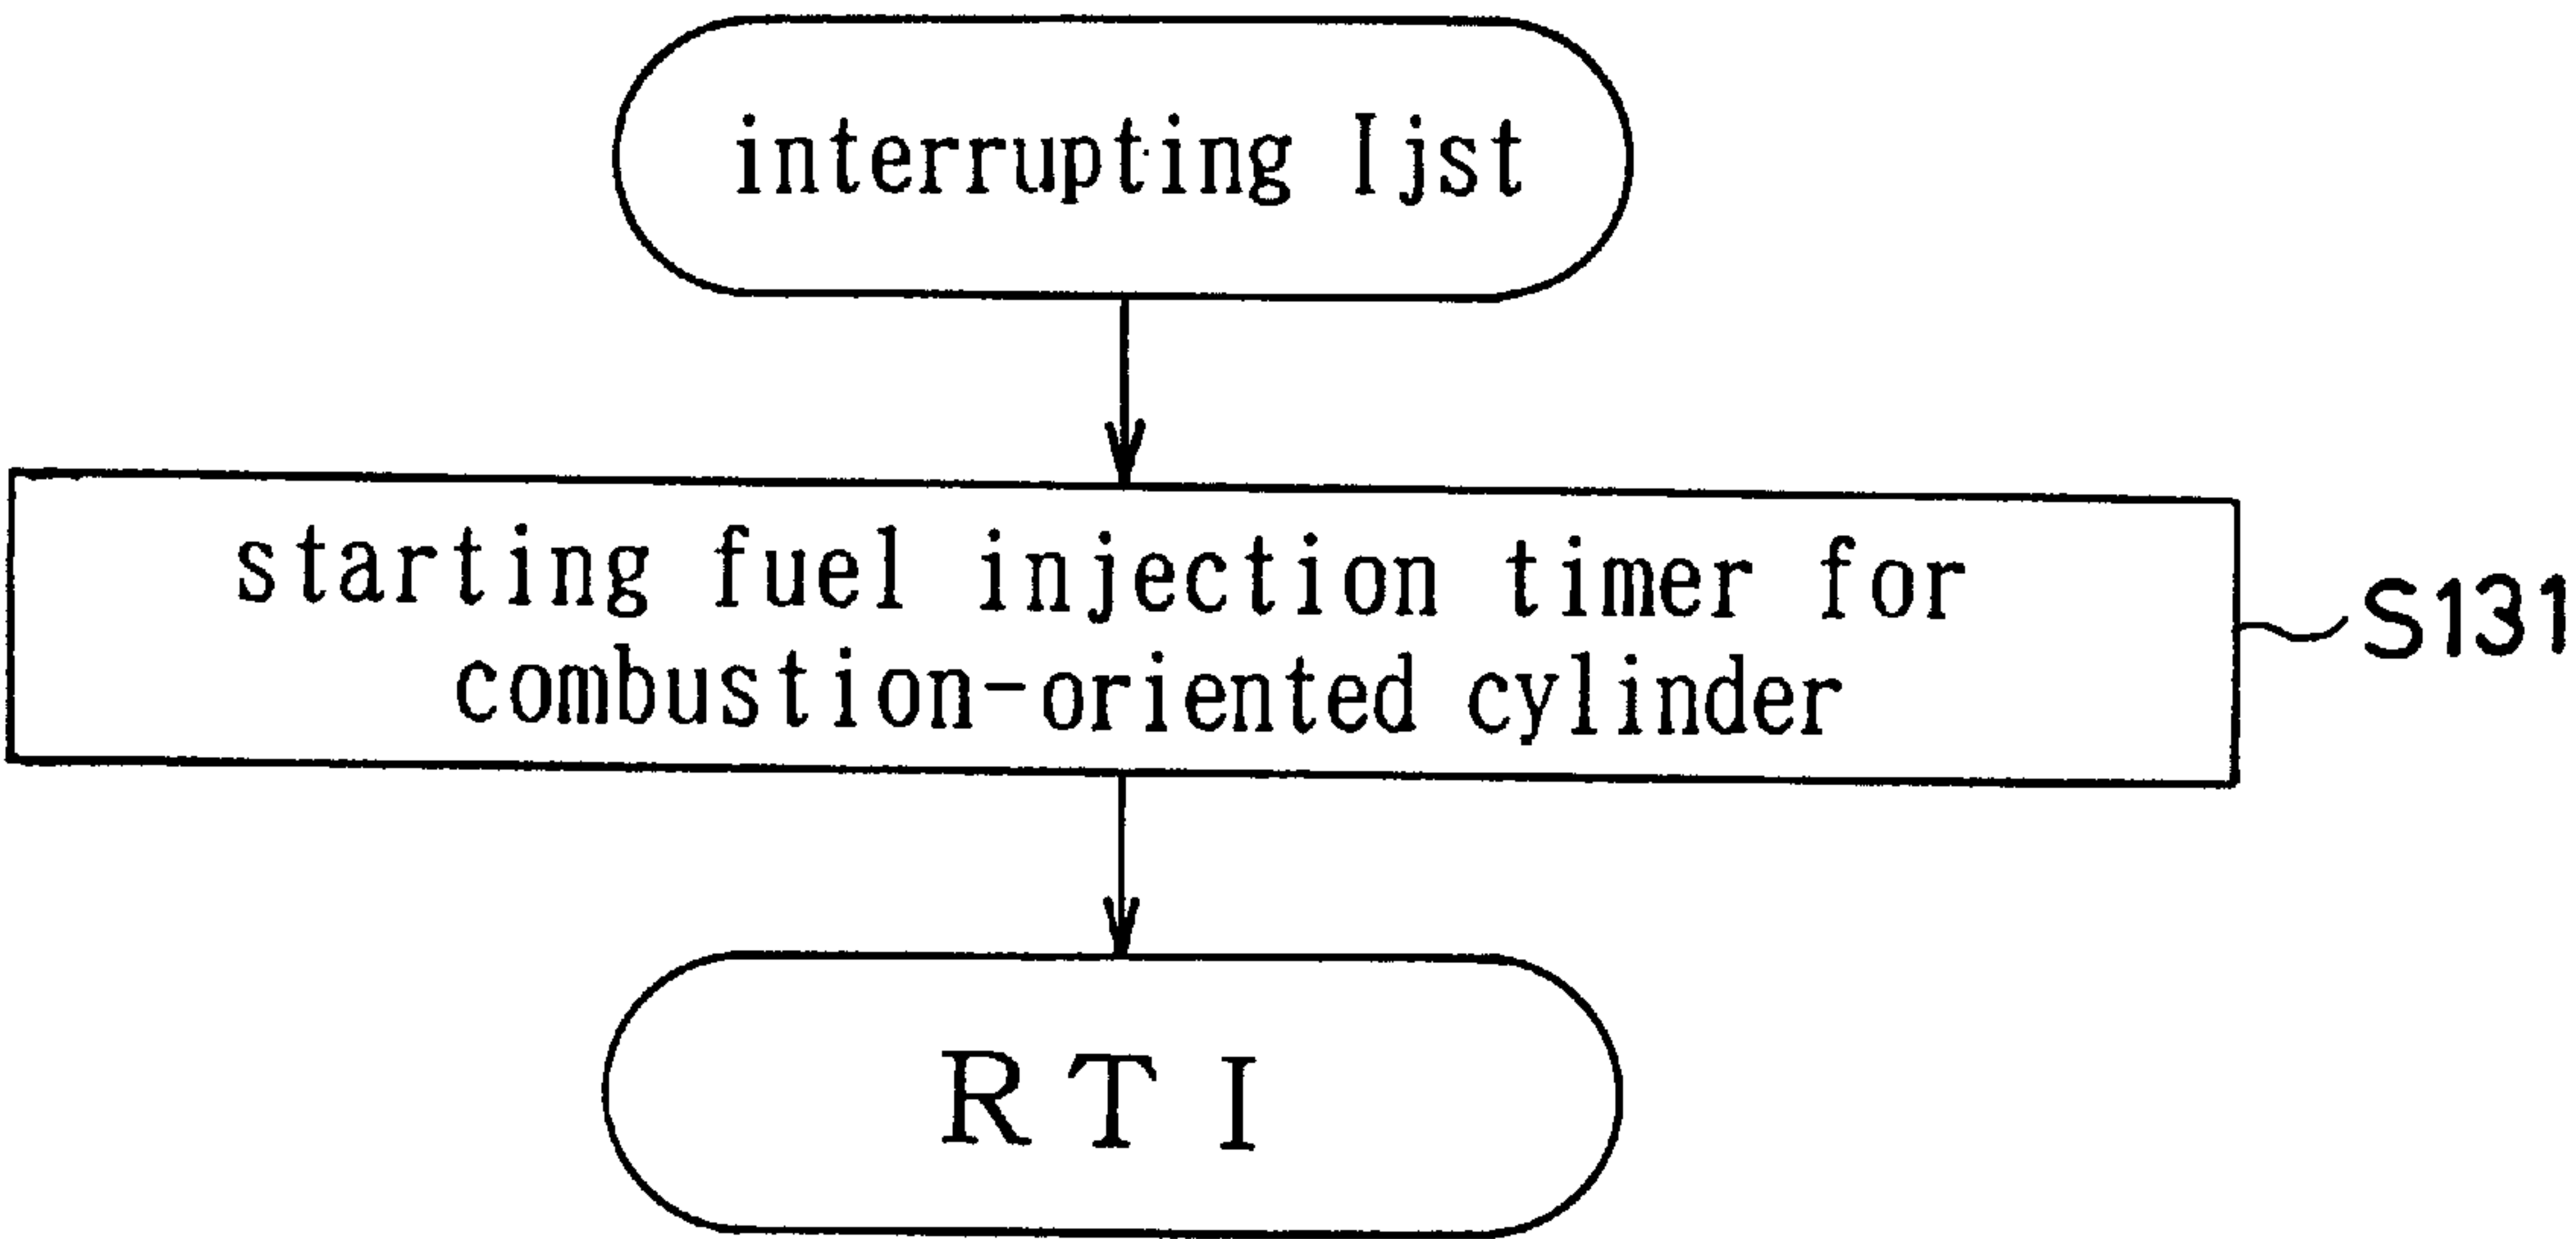 interrupting Ijst
starting fuel injection timer for
combustion-oriented cylinder
S131
RTI